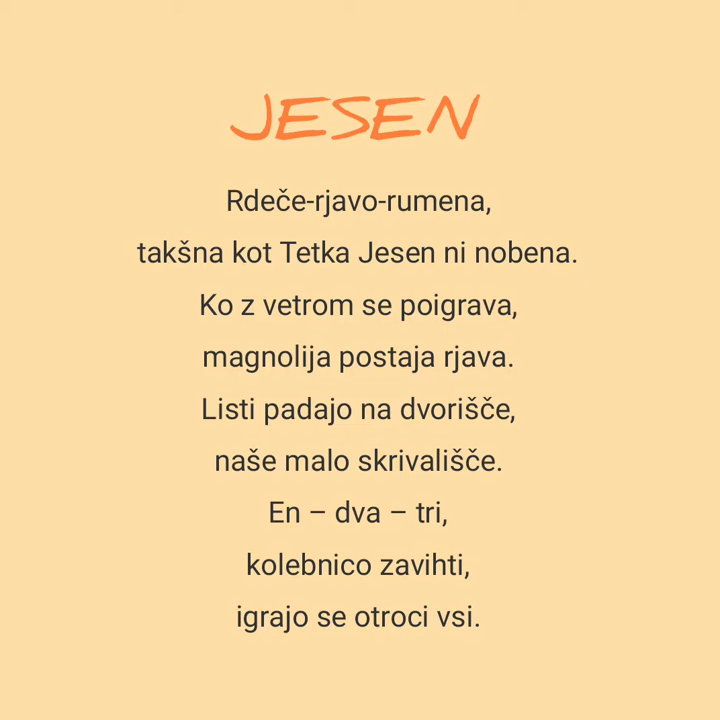 JESEN
Rdeče-rjavo-rumena,
takšna kot Tetka Jesen ni nobena.
Ko z vetrom se poigrava,
magnolija postaja rjava.
Listi padajo na dvorišče,
naše malo skrivališče.
En – dva – tri,
kolebnico zavihti,
igrajo se otroci vsi.